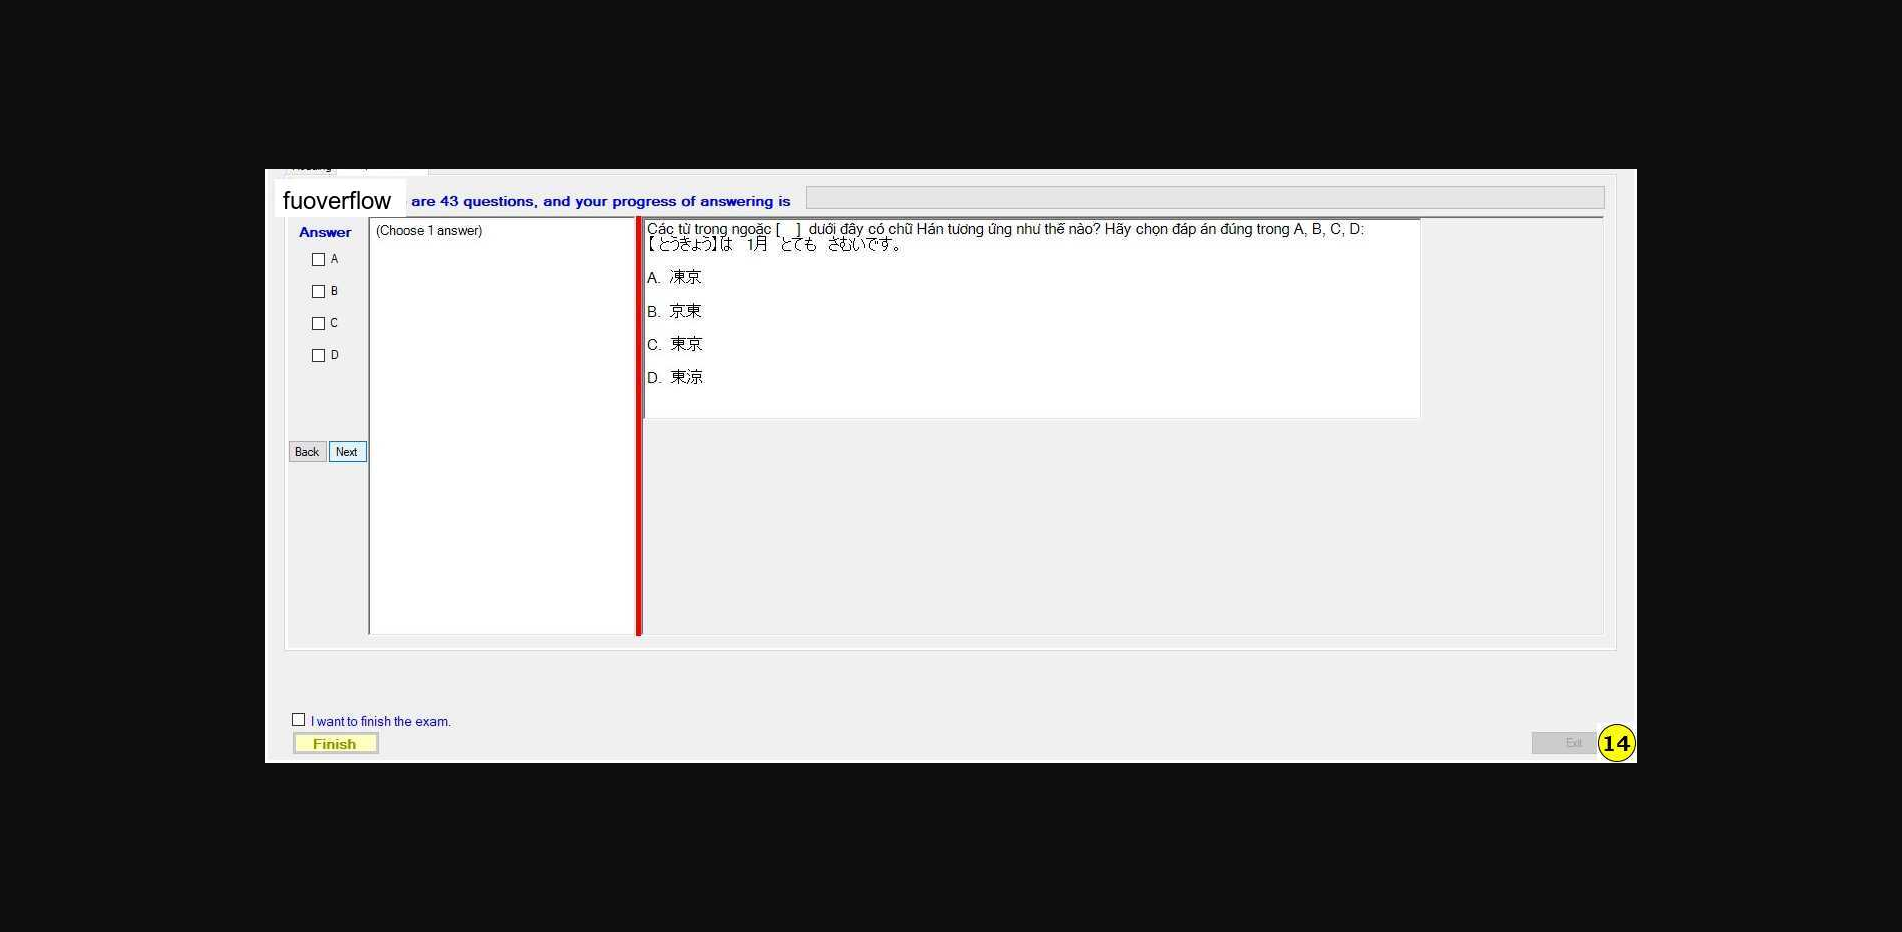 fuoverflow are 43 questions, and your progress of answering is
Answer
(Choose 1 answer)
A
B
C
D
Back Next
Các từ trong ngoặc [ ] dưới đây có chữ Hán tương ứng như thế nào? Hãy chọn đáp án đúng trong A, B, C, D:
【とうきょう】は 1月 とても さむいです。
A. 凍京
B. 京東
C. 東京
D. 東涼
I want to finish the exam.
Finish
Exit
14